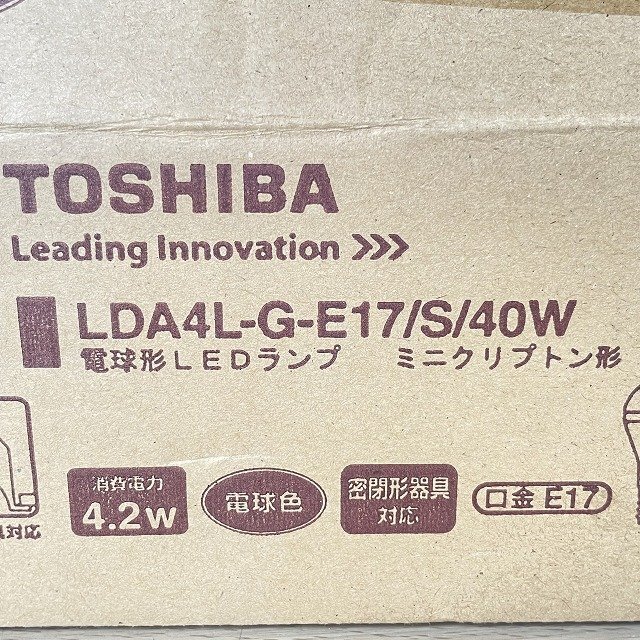 TOSHIBA
Leading Innovation >>>
LDA4L-G-E17/S/40W
電球形LEDランプ ミニクリプトン形
消費電力
4.2W
電球色
密閉形器具
対応
口金 E17
対応